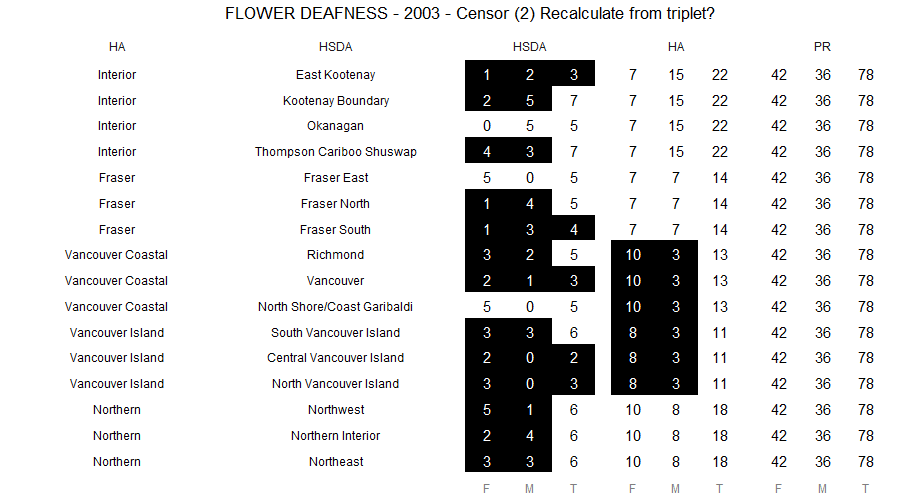 FLOWER DEAFNESS - 2003 - Censor (2) Recalculate from triplet?
HA HSDA HSDA HA PR
Interior East Kootenay 1 2 3 7 15 22 42 36 78
Interior Kootenay Boundary 2 5 7 7 15 22 42 36 78
Interior Okanagan 0 5 5 7 15 22 42 36 78
Interior Thompson Cariboo Shuswap 4 3 7 7 15 22 42 36 78
Fraser Fraser East 5 0 5 7 7 14 42 36 78
Fraser Fraser North 1 4 5 7 7 14 42 36 78
Fraser Fraser South 1 3 4 7 7 14 42 36 78
Vancouver Coastal Richmond 3 2 5 10 3 13 42 36 78
Vancouver Coastal Vancouver 2 1 3 10 3 13 42 36 78
Vancouver Coastal North Shore/Coast Garibaldi 5 0 5 10 3 13 42 36 78
Vancouver Island South Vancouver Island 3 3 6 8 3 11 42 36 78
Vancouver Island Central Vancouver Island 2 0 2 8 3 11 42 36 78
Vancouver Island North Vancouver Island 3 0 3 8 3 11 42 36 78
Northern Northwest 5 1 6 10 8 18 42 36 78
Northern Northern Interior 2 4 6 10 8 18 42 36 78
Northern Northeast 3 3 6 10 8 18 42 36 78
F M T F M T F M T